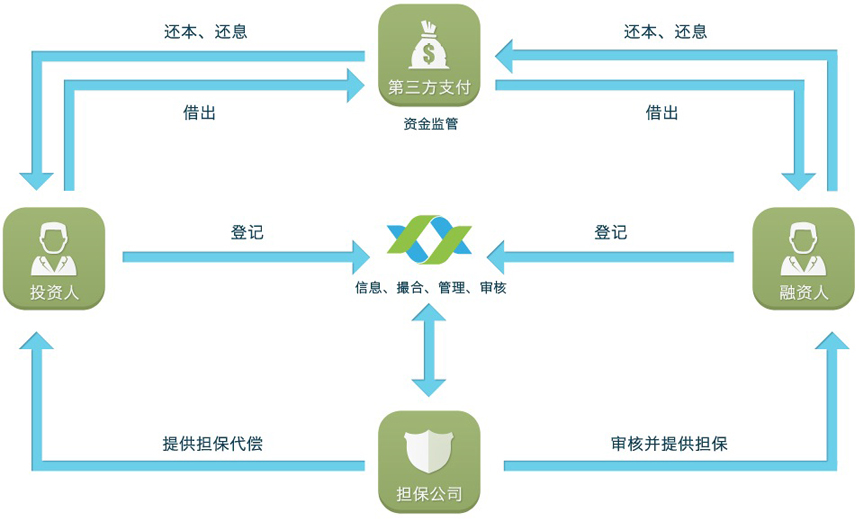 还本、还息
还本、还息
第三方支付
借出
借出
资金监管
登记
登记
投资人
信息、撮合、管理、审核
融资人
提供担保代偿
审核并提供担保
担保公司